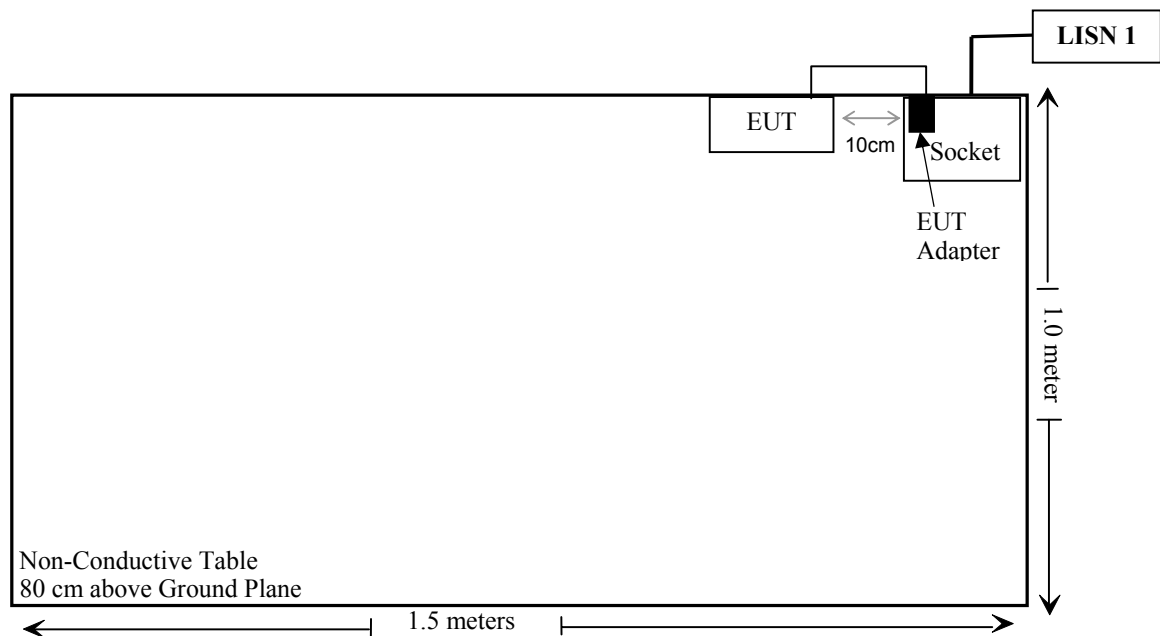 LISN 1
EUT
10cm
Socket
EUT
Adapter
1.0 meter
Non-Conductive Table
80 cm above Ground Plane
1.5 meters